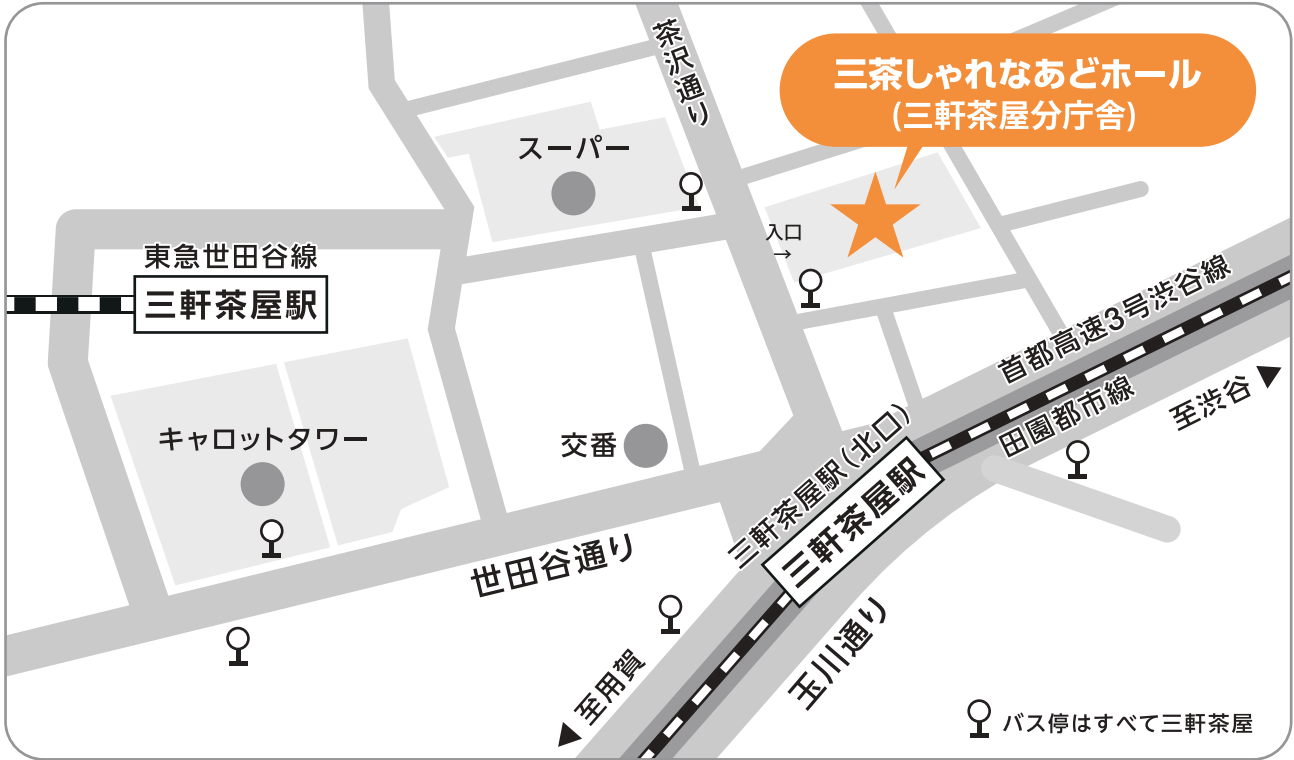 茶沢通り
三茶しゃれなあどホール
(三軒茶屋分庁舎)
スーパー
入口
→
東急世田谷線
三軒茶屋駅
首都高速3号渋谷線
田園都市線
至渋谷▶
キャロットタワー
交番
三軒茶屋駅(北口)
三軒茶屋駅
世田谷通り
玉川通り
◀至用賀
バス停はすべて三軒茶屋